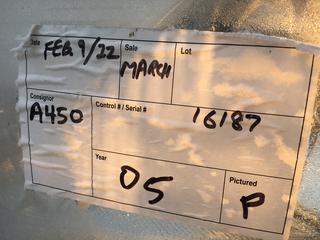 Date FEB 9/22 Sale MARCH Lot
Consignor A450 Control # / Serial # 16187
Year 05 Pictured P